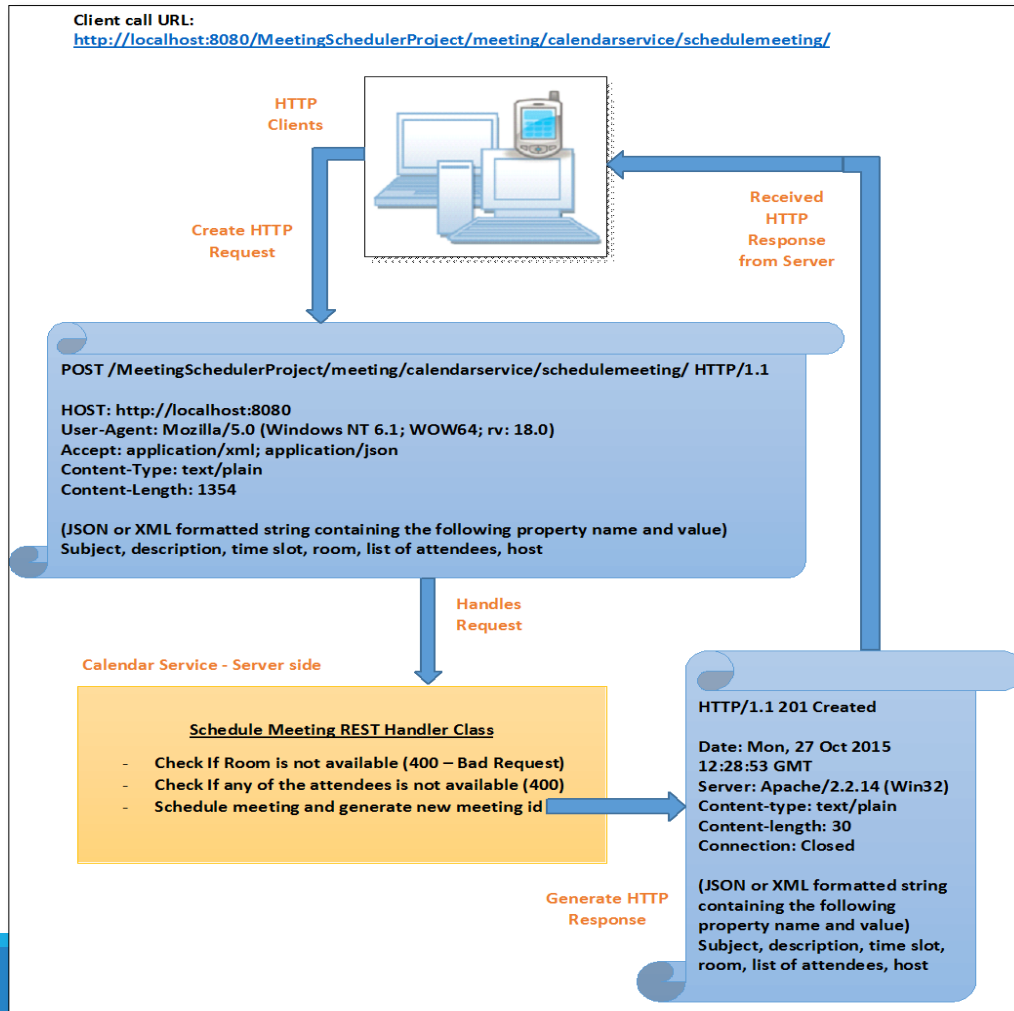 Client call URL:
http://localhost:8080/MeetingSchedulerProject/meeting/calendarservice/schedulemeeting/
HTTP
Clients
Create HTTP
Request
Received
HTTP
Response
from Server
POST /MeetingSchedulerProject/meeting/calendarservice/schedulemeeting/ HTTP/1.1
HOST: http://localhost:8080
User-Agent: Mozilla/5.0 (Windows NT 6.1; WOW64; rv: 18.0)
Accept: application/xml; application/json
Content-Type: text/plain
Content-Length: 1354
(JSON or XML formatted string containing the following property name and value)
Subject, description, time slot, room, list of attendees, host
Handles
Request
Calendar Service - Server side
Schedule Meeting REST Handler Class
- Check If Room is not available (400 – Bad Request)
- Check If any of the attendees is not available (400)
- Schedule meeting and generate new meeting id
Generate HTTP
Response
HTTP/1.1 201 Created
Date: Mon, 27 Oct 2015
12:28:53 GMT
Server: Apache/2.2.14 (Win32)
Content-type: text/plain
Content-length: 30
Connection: Closed
(JSON or XML formatted string
containing the following
property name and value)
Subject, description, time slot,
room, list of attendees, host